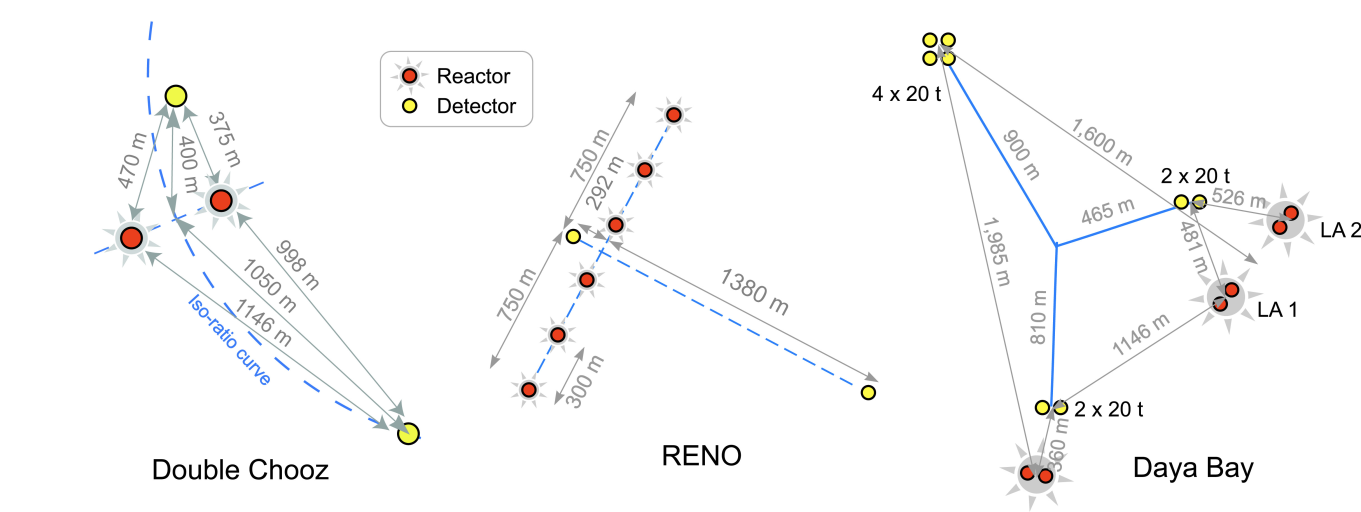 Reactor
Detector
470 m
400 m
375 m
998 m
1050 m
1146 m
Iso-ratio curve
Double Chooz
750 m
292 m
750 m
300 m
1380 m
RENO
4 x 20 t
900 m
1,600 m
2 x 20 t
526 m
LA 2
465 m
481 m
1,985 m
LA 1
810 m
1146 m
2 x 20 t
360 m
Daya Bay